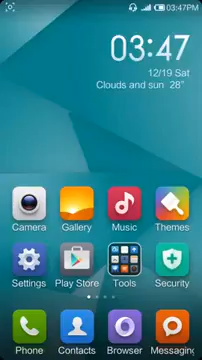 03:47PM
03:47
12/19 Sat
Clouds and sun 28°
Camera
Gallery
Music
Themes
Settings
Play Store
Tools
Security
Phone
Contacts
Browser
Messaging